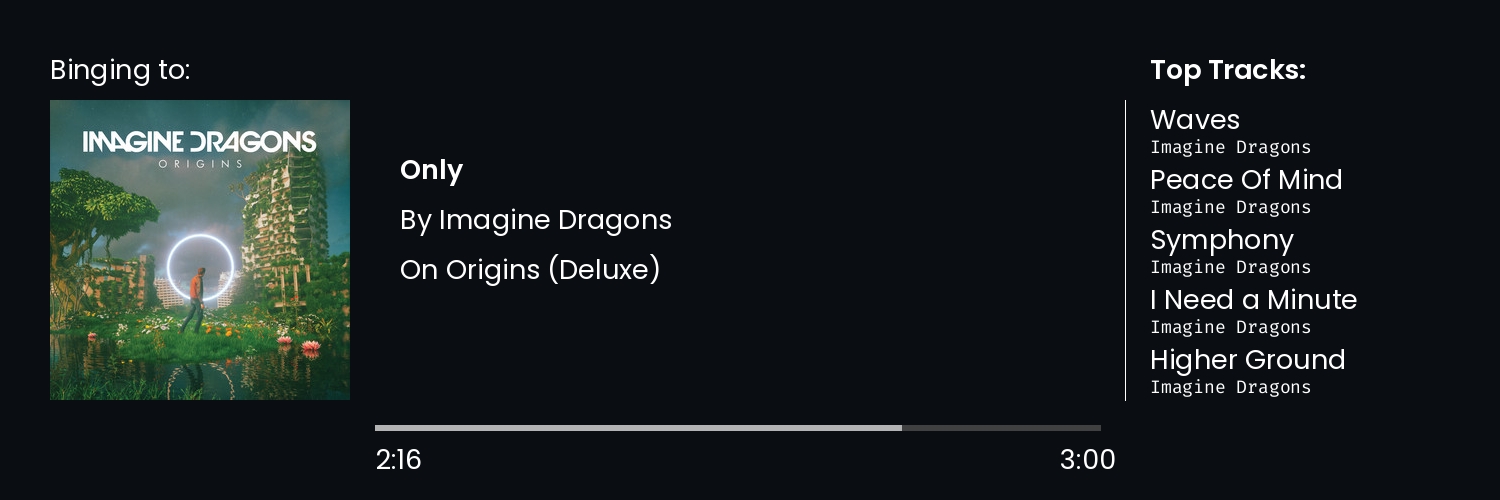 Binging to:
IMAGINE DRAGONS
ORIGINS
Only
By Imagine Dragons
On Origins (Deluxe)
2:16
3:00
Top Tracks:
Waves
Imagine Dragons
Peace Of Mind
Imagine Dragons
Symphony
Imagine Dragons
I Need a Minute
Imagine Dragons
Higher Ground
Imagine Dragons